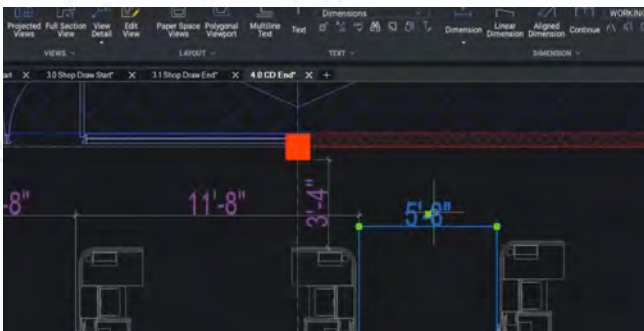 Dimensions
WORKING
Projected Views
Full Section View
View Detail
Edit View
Paper Space Views
Polygonal Viewport
Multiline Text
Text
Dimension
Linear Dimension
Aligned Dimension
Continue
VIEWS
LAYOUT
TEXT
DIMENSION
art X
3.0 Shop Draw Start* X
3.1 Shop Draw End* X
4.0 CD End* X +
-8"
11'-8"
3'-4"
5'-8"